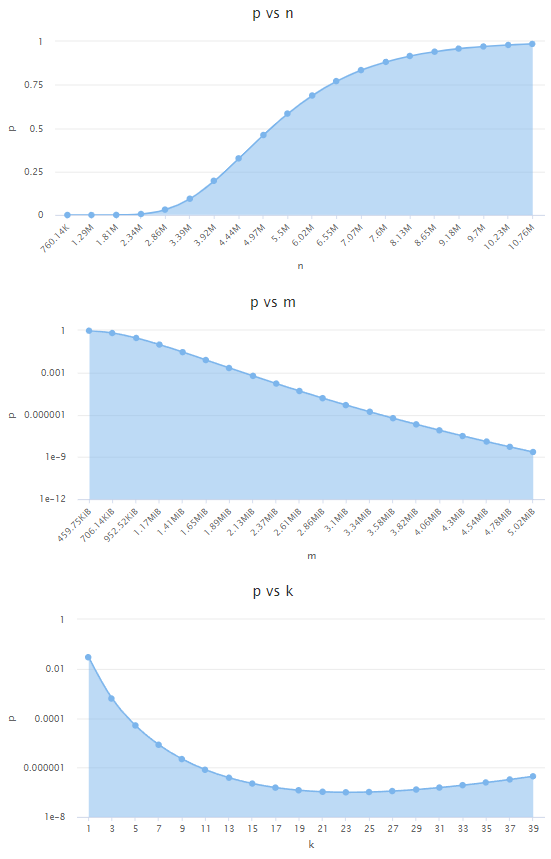 p vs n
1
0.75
0.5
0.25
0
p
760.14K 1.29M 1.81M 2.34M 2.86M 3.39M 3.92M 4.44M 4.97M 5.5M 6.02M 6.55M 7.07M 7.6M 8.13M 8.65M 9.18M 9.7M 10.23M 10.76M
n
p vs m
1
0.001
0.000001
1e-9
1e-12
p
459.75KiB 706.14KiB 952.52KiB 1.17MiB 1.41MiB 1.65MiB 1.89MiB 2.13MiB 2.37MiB 2.61MiB 2.86MiB 3.1MiB 3.34MiB 3.58MiB 3.82MiB 4.06MiB 4.3MiB 4.54MiB 4.78MiB 5.02MiB
m
p vs k
1
0.01
0.0001
0.000001
1e-8
p
1 3 5 7 9 11 13 15 17 19 21 23 25 27 29 31 33 35 37 39
k